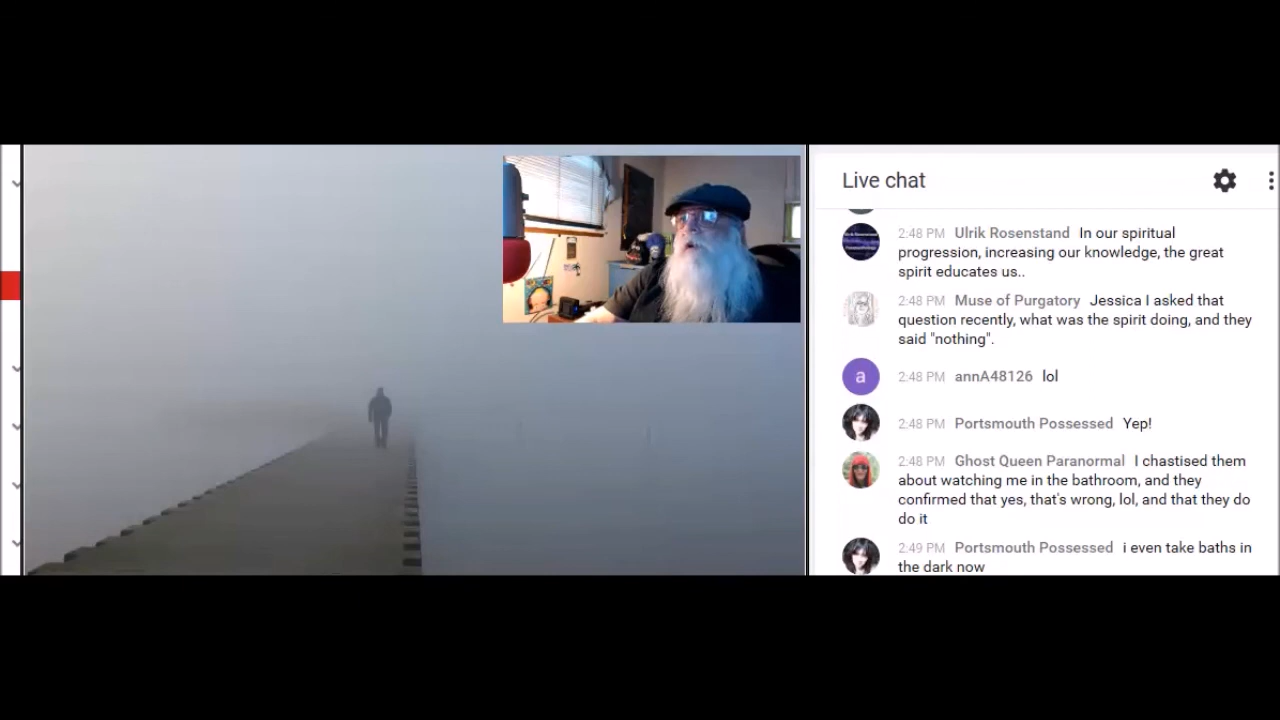 Live chat
2:48 PM Ulrik Rosenstand In our spiritual
progression, increasing our knowledge, the great
spirit educates us..
2:48 PM Muse of Purgatory Jessica I asked that
question recently, what was the spirit doing, and they
said "nothing".
a
2:48 PM annA48126 lol
2:48 PM Portsmouth Possessed Yep!
2:48 PM Ghost Queen Paranormal I chastised them
about watching me in the bathroom, and they
confirmed that yes, that's wrong, lol, and that they do
do it
2:49 PM Portsmouth Possessed i even take baths in
the dark now